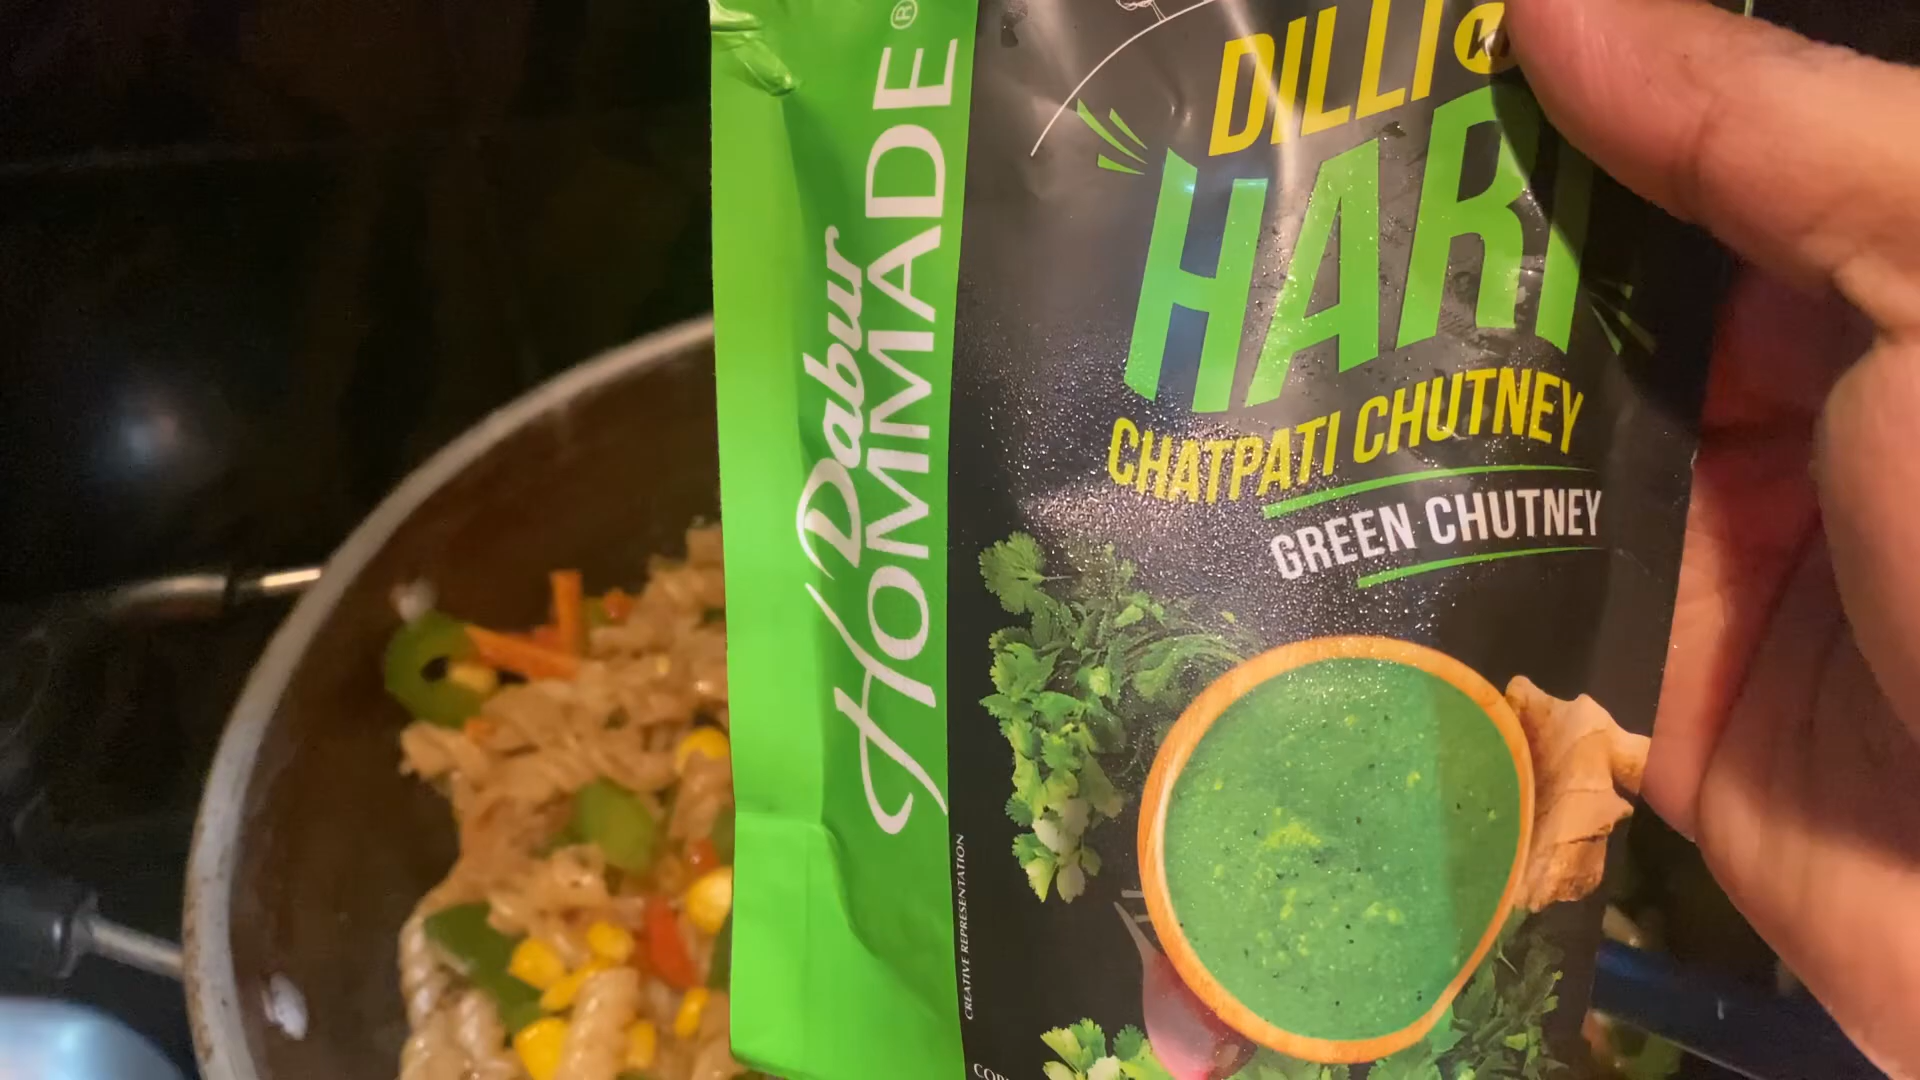 Dabur
HOMMADE®
DILLI
HARI
CHATPATI CHUTNEY
GREEN CHUTNEY
CREATIVE REPRESENTATION